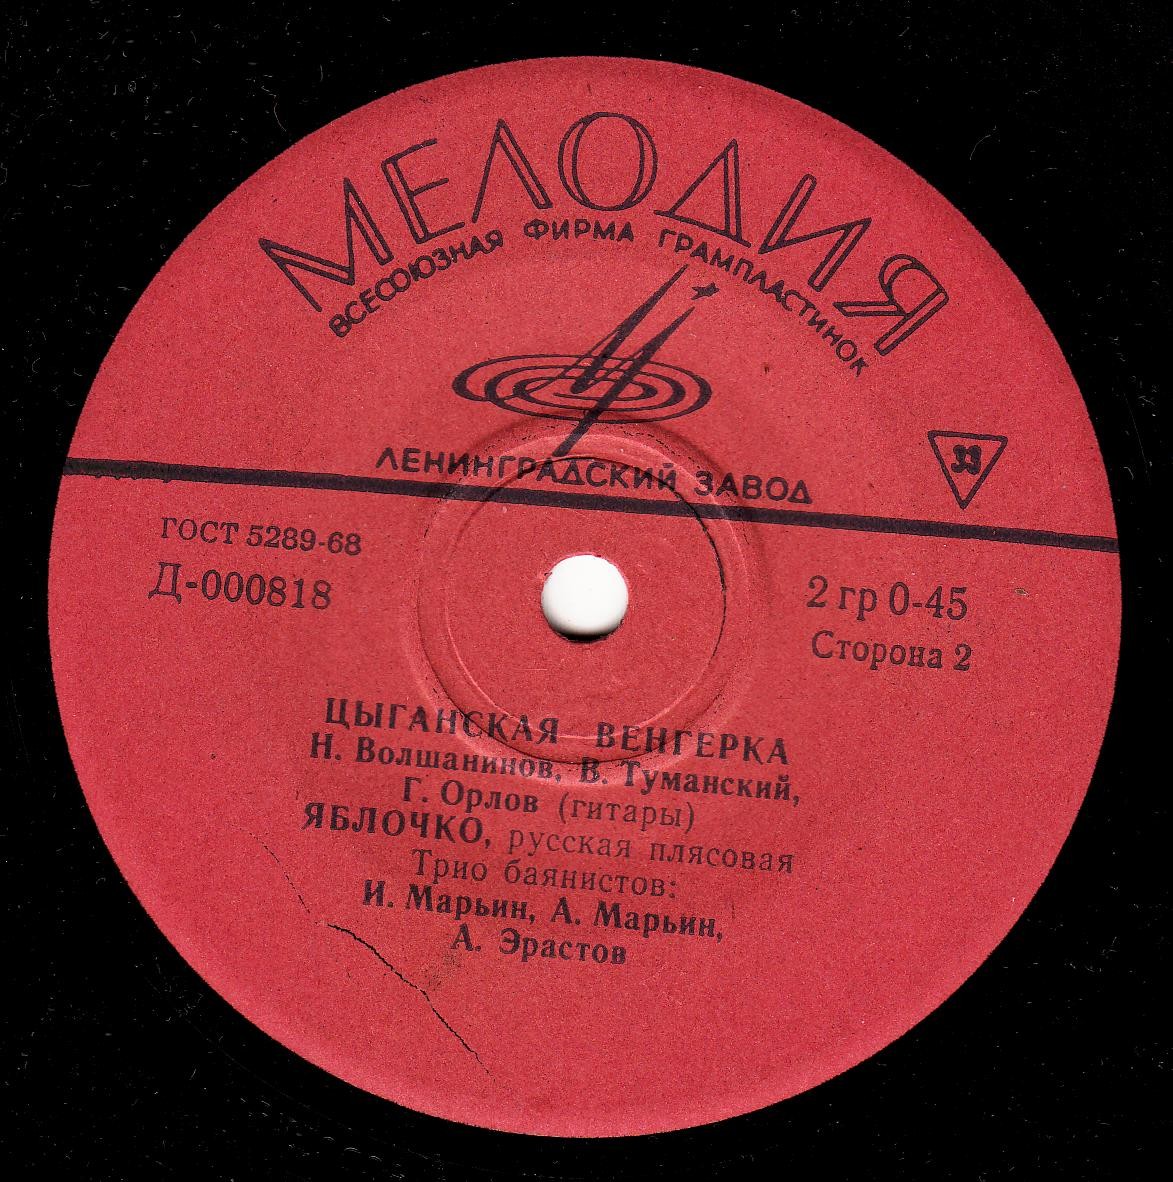 МЕЛОДИЯ
ВСЕСОЮЗНАЯ ФИРМА ГРАМПЛАСТИНОК
ЛЕНИНГРАДСКИЙ ЗАВОД
33
ГОСТ 5289-68
Д-000818
2 гр 0-45
Сторона 2
ЦЫГАНСКАЯ ВЕНГЕРКА
Н. Волшанинов, В. Туманский,
Г. Орлов (гитары)
ЯБЛОЧКО, русская плясовая
Трио баянистов:
И. Марьин, А. Марьин,
А. Эрастов